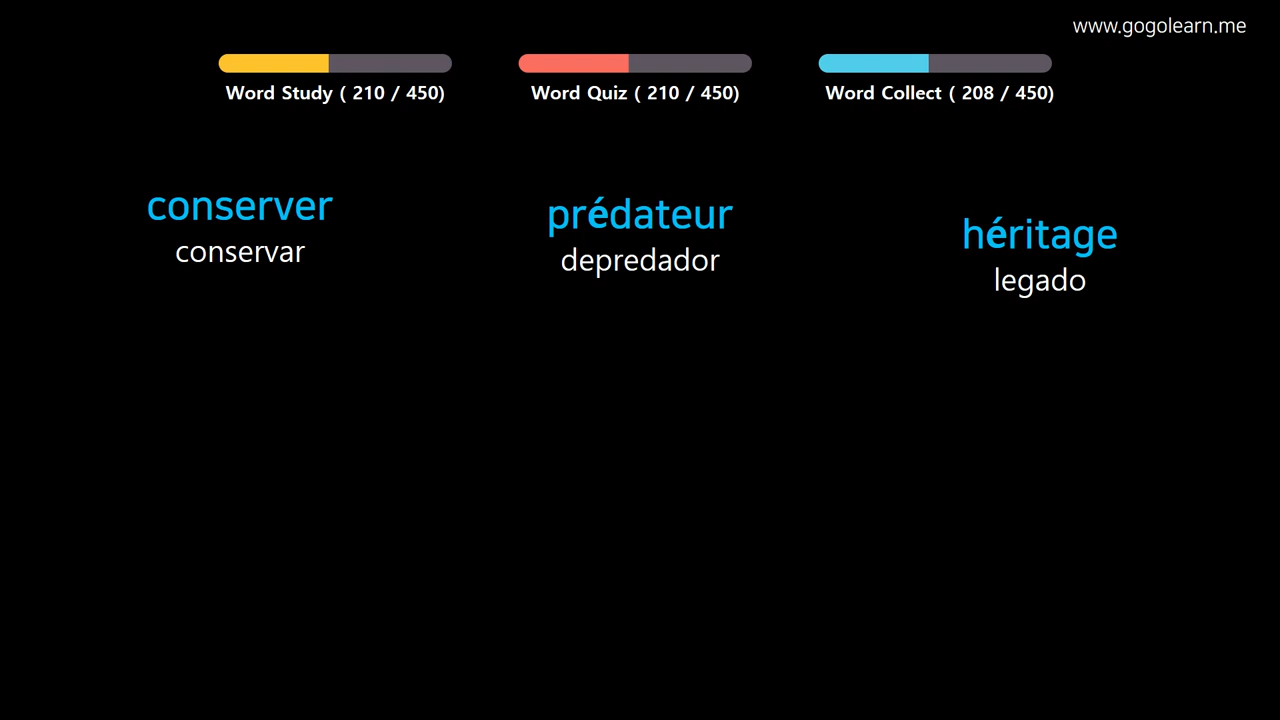 www.gogolearn.me
Word Study ( 210 / 450)
Word Quiz ( 210 / 450)
Word Collect ( 208 / 450)
conserver
conservar
prédateur
depredador
héritage
legado